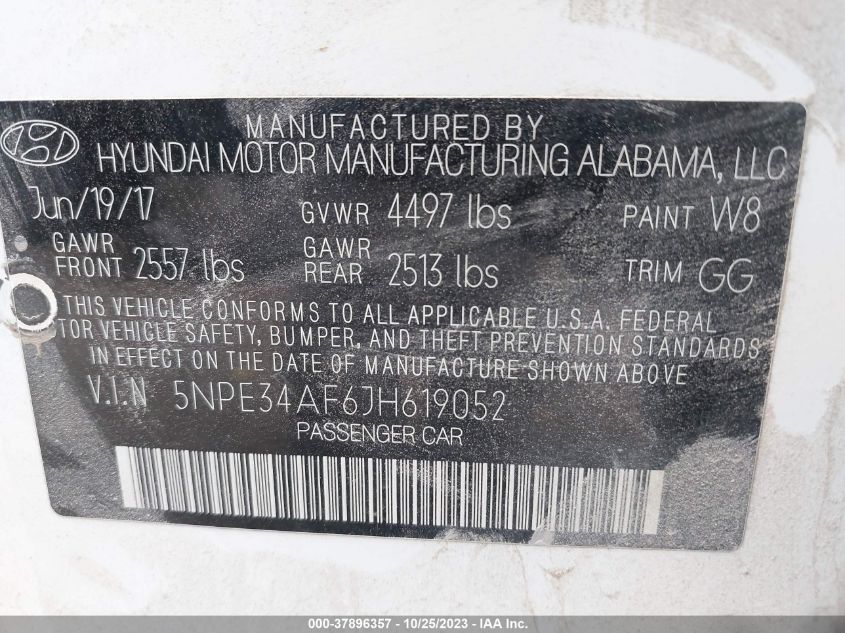 MANUFACTURED BY
HYUNDAI MOTOR MANUFACTURING ALABAMA, LLC
Jun/19/17 GVWR 4497 lbs PAINT W8
GAWR FRONT 2557 lbs GAWR REAR 2513 lbs TRIM GG
THIS VEHICLE CONFORMS TO ALL APPLICABLE U.S.A. FEDERAL
TOR VEHICLE SAFETY, BUMPER, AND THEFT PREVENTION STANDARDS
IN EFFECT ON THE DATE OF MANUFACTURE SHOWN ABOVE.
V.I.N 5NPE34AF6JH619052
PASSENGER CAR
000-37896357 - 10/25/2023 - IAAI Inc.